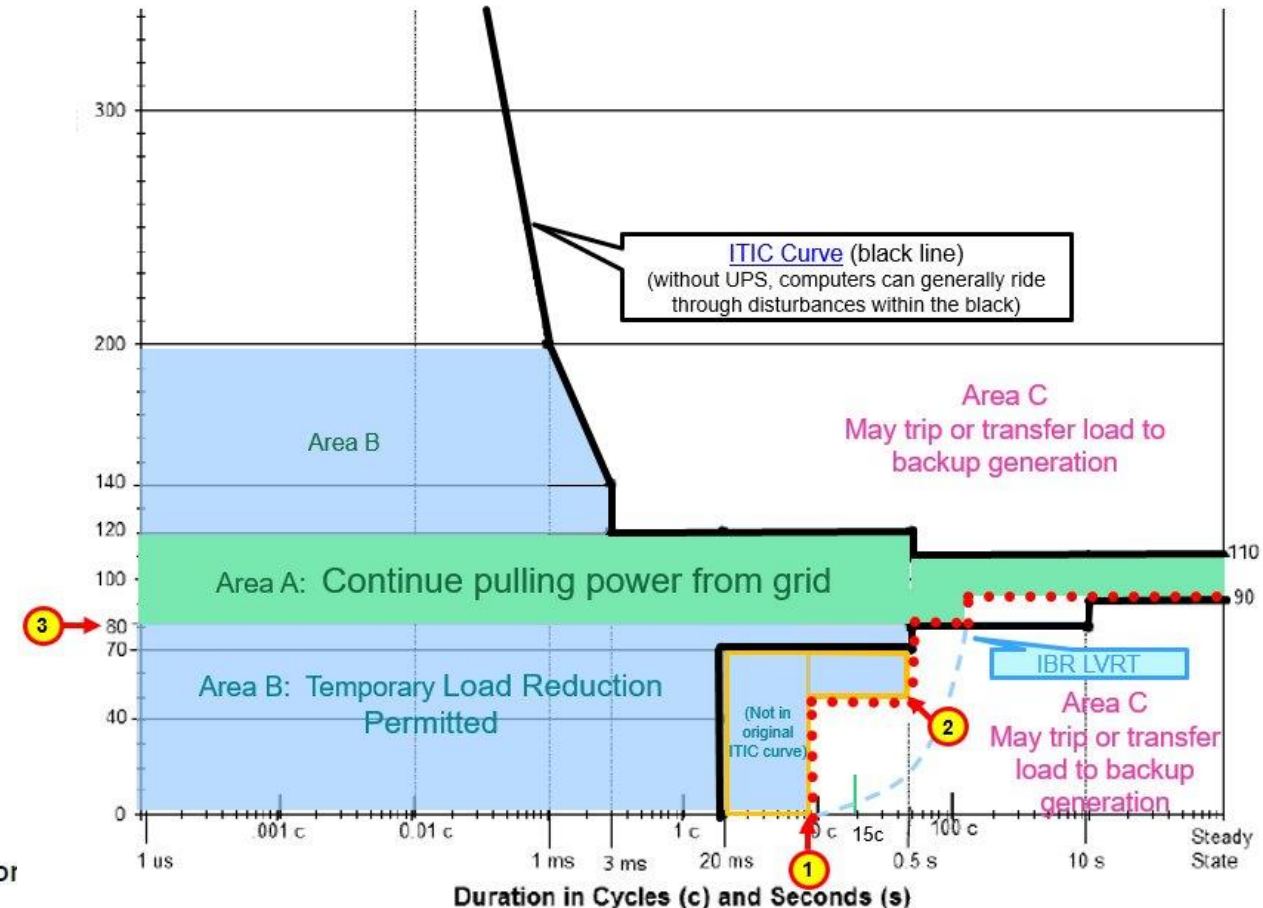 300
200
140
120
100
80
70
40
0
3
ITIC Curve (black line)
(without UPS, computers can generally ride
through disturbances within the black)
Area C
May trip or transfer load to
backup generation
Area B
Area A: Continue pulling power from grid
110
90
Area B: Temporary Load Reduction
Permitted
(Not in
original
ITIC curve)
IBR LVRT
2
Area C
May trip or transfer
load to backup
generation
001 c
0.01 c
1 c
15c
100 c
Steady
State
1 us
1 ms
3 ms
20 ms
1
0.5 s
10 s
Duration in Cycles (c) and Seconds (s)